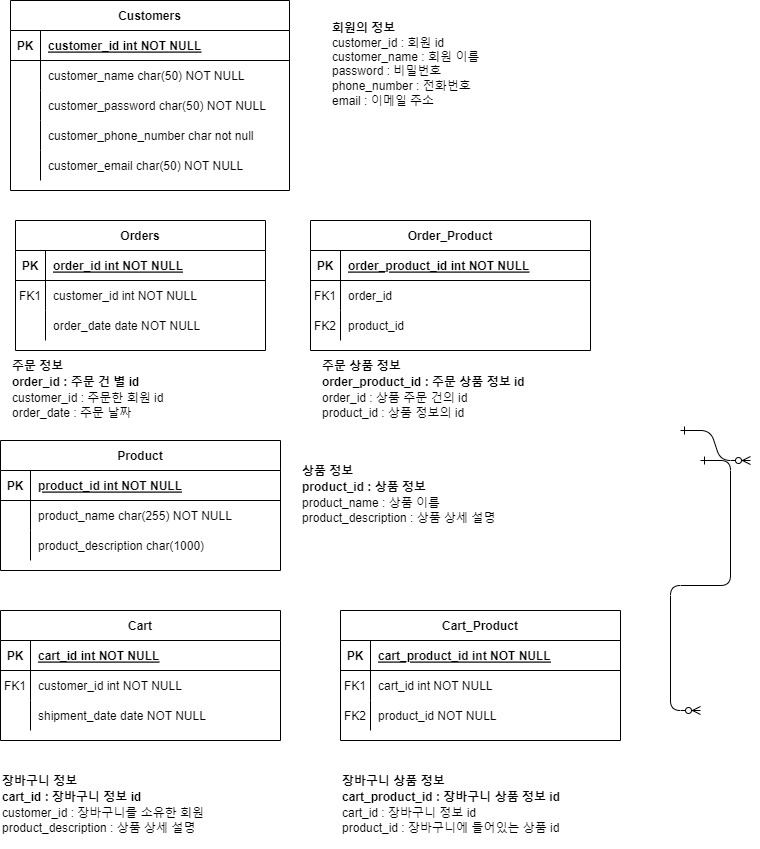 Customers
PK customer_id int NOT NULL
customer_name char(50) NOT NULL
customer_password char(50) NOT NULL
customer_phone_number char not null
customer_email char(50) NOT NULL
회원의 정보
customer_id : 회원 id
customer_name : 회원 이름
password : 비밀번호
phone_number : 전화번호
email : 이메일 주소
Orders
PK order_id int NOT NULL
FK1 customer_id int NOT NULL
order_date date NOT NULL
주문 정보
order_id : 주문 건 별 id
customer_id : 주문한 회원 id
order_date : 주문 날짜
Order_Product
PK order_product_id int NOT NULL
FK1 order_id
FK2 product_id
주문 상품 정보
order_product_id : 주문 상품 정보 id
order_id : 상품 주문 건의 id
product_id : 상품 정보의 id
Product
PK product_id int NOT NULL
product_name char(255) NOT NULL
product_description char(1000)
상품 정보
product_id : 상품 정보
product_name : 상품 이름
product_description : 상품 상세 설명
Cart
PK cart_id int NOT NULL
FK1 customer_id int NOT NULL
shipment_date date NOT NULL
장바구니 정보
cart_id : 장바구니 정보 id
customer_id : 장바구니를 소유한 회원
product_description : 상품 상세 설명
Cart_Product
PK cart_product_id int NOT NULL
FK1 cart_id int NOT NULL
FK2 product_id NOT NULL
장바구니 상품 정보
cart_product_id : 장바구니 상품 정보 id
cart_id : 장바구니 정보 id
product_id : 장바구니에 들어있는 상품 id